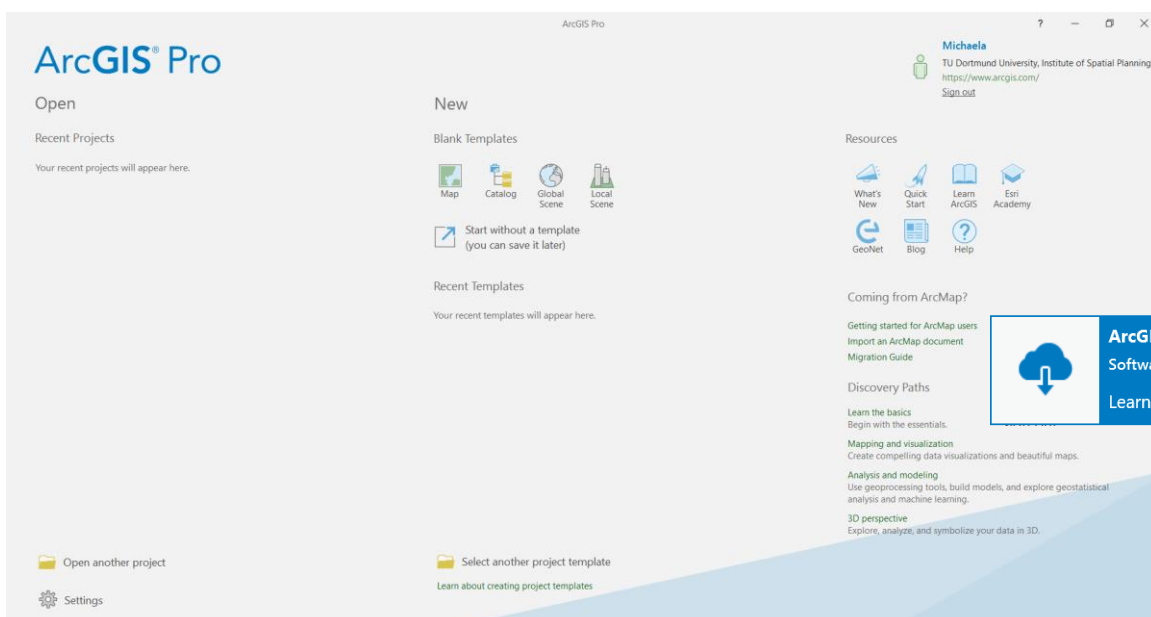 ArcGIS Pro
ArcGIS® Pro
Michaela
TU Dortmund University, Institute of Spatial Planning
https://www.arcgis.com/
Sign out
Open
Recent Projects
Your recent projects will appear here.
Open another project
Settings
New
Blank Templates
Map
Catalog
Global
Scene
Local
Scene
Start without a template
(you can save it later)
Recent Templates
Your recent templates will appear here.
Select another project template
Learn about creating project templates
Resources
What's
New
Quick
Start
Learn
ArcGIS
Esri
Academy
GeoNet
Blog
Help
Coming from ArcMap?
Getting started for ArcMap users
Import an ArcMap document
Migration Guide
Discovery Paths
Learn the basics
Begin with the essentials.
Mapping and visualization
Create compelling data visualizations and beautiful maps.
Analysis and modeling
Use geoprocessing tools, build models, and explore geostatistical
analysis and machine learning.
3D perspective
Explore, analyze, and symbolize your data in 3D.
Learn